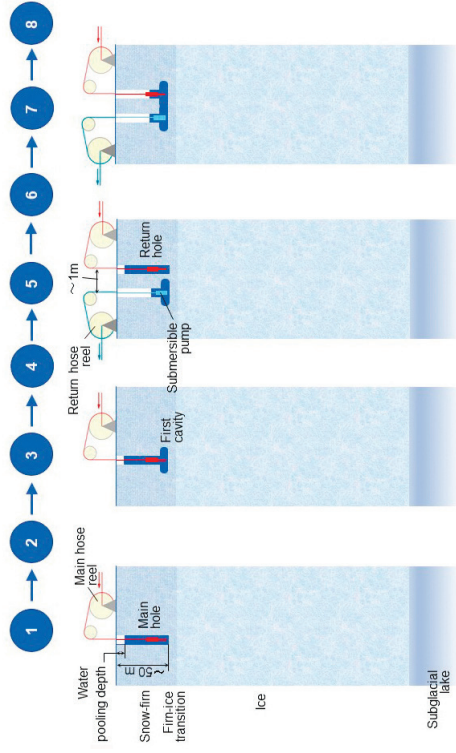 1
2
3
4
5
6
7
8
Main hose
reel
Return hose
reel
~ 1m
Water
pooling depth
Main
hole
~ 50 m
First
cavity
Submersible
pump
Return
hole
Snow-firn
Firn-ice
transition
Ice
Subglacial
lake